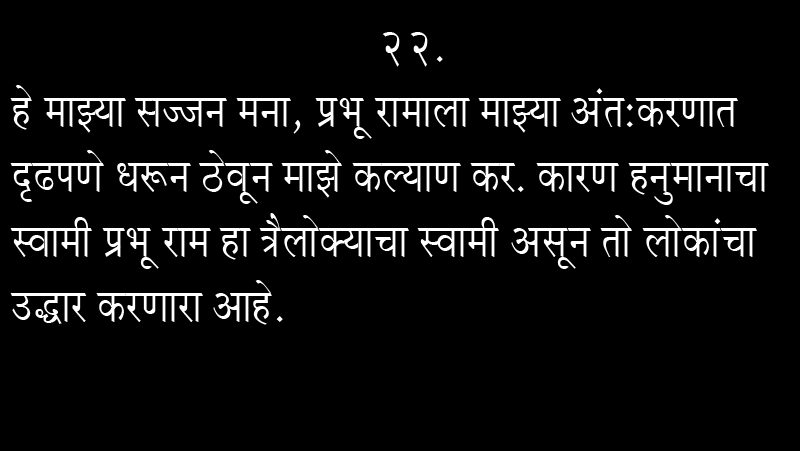 २२.
हे माझ्या सज्जन मना, प्रभू रामाला माझ्या अंतःकरणात
दृढपणे धरून ठेवून माझे कल्याण कर. कारण हनुमानाचा
स्वामी प्रभू राम हा त्रैलोक्याचा स्वामी असून तो लोकांचा
उद्धार करणारा आहे.